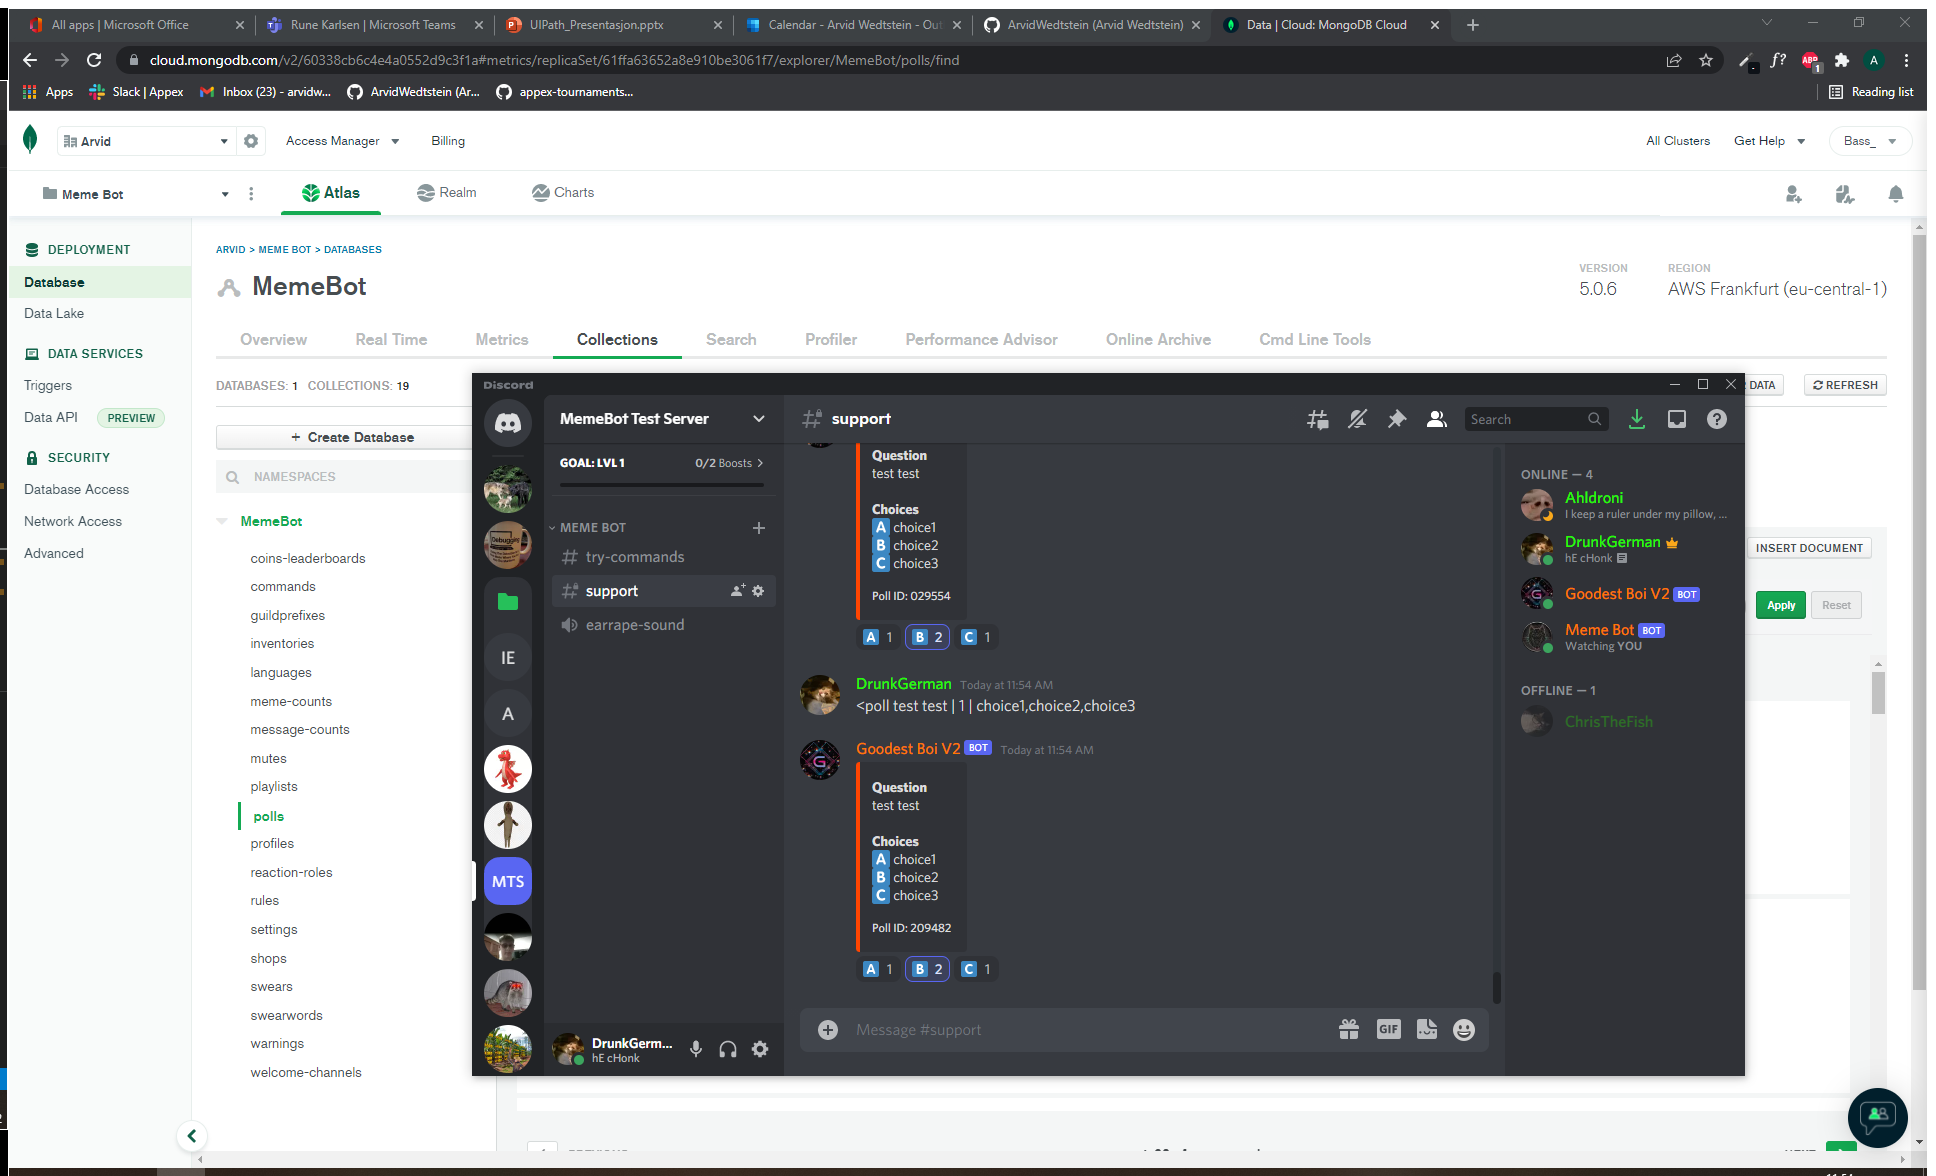 All apps | Microsoft Office
Rune Karlsen | Microsoft Teams
UIPath_Presentasjon.pptx
Calendar - Arvid Wedtstein - Out
ArvidWedtstein (Arvid Wedtstein)
Data | Cloud: MongoDB Cloud
cloud.mongodb.com/v2/60338cb6c4e4a0552d9c3f1a#metrics/replicaSet/61ffa63652a8e910be3061f7/explorer/MemeBot/polls/find
f?
ABP
1
A
Apps
Slack | Appex
Inbox (23) - arvidw...
ArvidWedtstein (Ar...
appex-tournaments...
Reading list
Arvid
Access Manager
Billing
All Clusters
Get Help
Bass_
Meme Bot
Atlas
Realm
Charts
DEPLOYMENT
Database
Data Lake
DATA SERVICES
Triggers
Data API PREVIEW
SECURITY
Database Access
Network Access
Advanced
ARVID > MEME BOT > DATABASES
MemeBot
VERSION
5.0.6
REGION
AWS Frankfurt (eu-central-1)
Overview
Real Time
Metrics
Collections
Search
Profiler
Performance Advisor
Online Archive
Cmd Line Tools
DATABASES: 1 COLLECTIONS: 19
DATA
REFRESH
+ Create Database
NAMESPACES
MemeBot
coins-leaderboards
commands
guildprefixes
inventories
languages
meme-counts
message-counts
mutes
playlists
polls
profiles
reaction-roles
rules
settings
shops
swears
swearwords
warnings
welcome-channels
INSERT DOCUMENT
Apply
Reset
Discord
IE
A
MTS
MemeBot Test Server
GOAL: LVL 1
0/2 Boosts
MEME BOT
try-commands
support
earrape-sound
DrunkGerm...
hE cHonk
support
Search
Question
test test
Choices
A choice1
B choice2
C choice3
Poll ID: 029554
A 1 B 2 C 1
DrunkGerman Today at 11:54 AM
<poll test test | 1 | choice1,choice2,choice3
Goodest Boi V2 BOT Today at 11:54 AM
Question
test test
Choices
A choice1
B choice2
C choice3
Poll ID: 209482
A 1 B 2 C 1
Message #support
GIF
ONLINE — 4
Ahldroni
I keep a ruler under my pillow, ...
DrunkGerman
hE cHonk
Goodest Boi V2 BOT
Meme Bot BOT
Watching YOU
OFFLINE — 1
ChrisTheFish